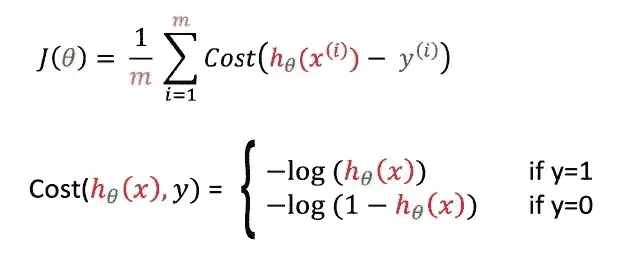 J(θ) = 1/m ∑_{i=1}^{m} Cost(h_θ(x^{(i)}) − y^{(i)})
Cost(h_θ(x), y) = { −log (h_θ(x)) if y=1
−log (1 − h_θ(x)) if y=0